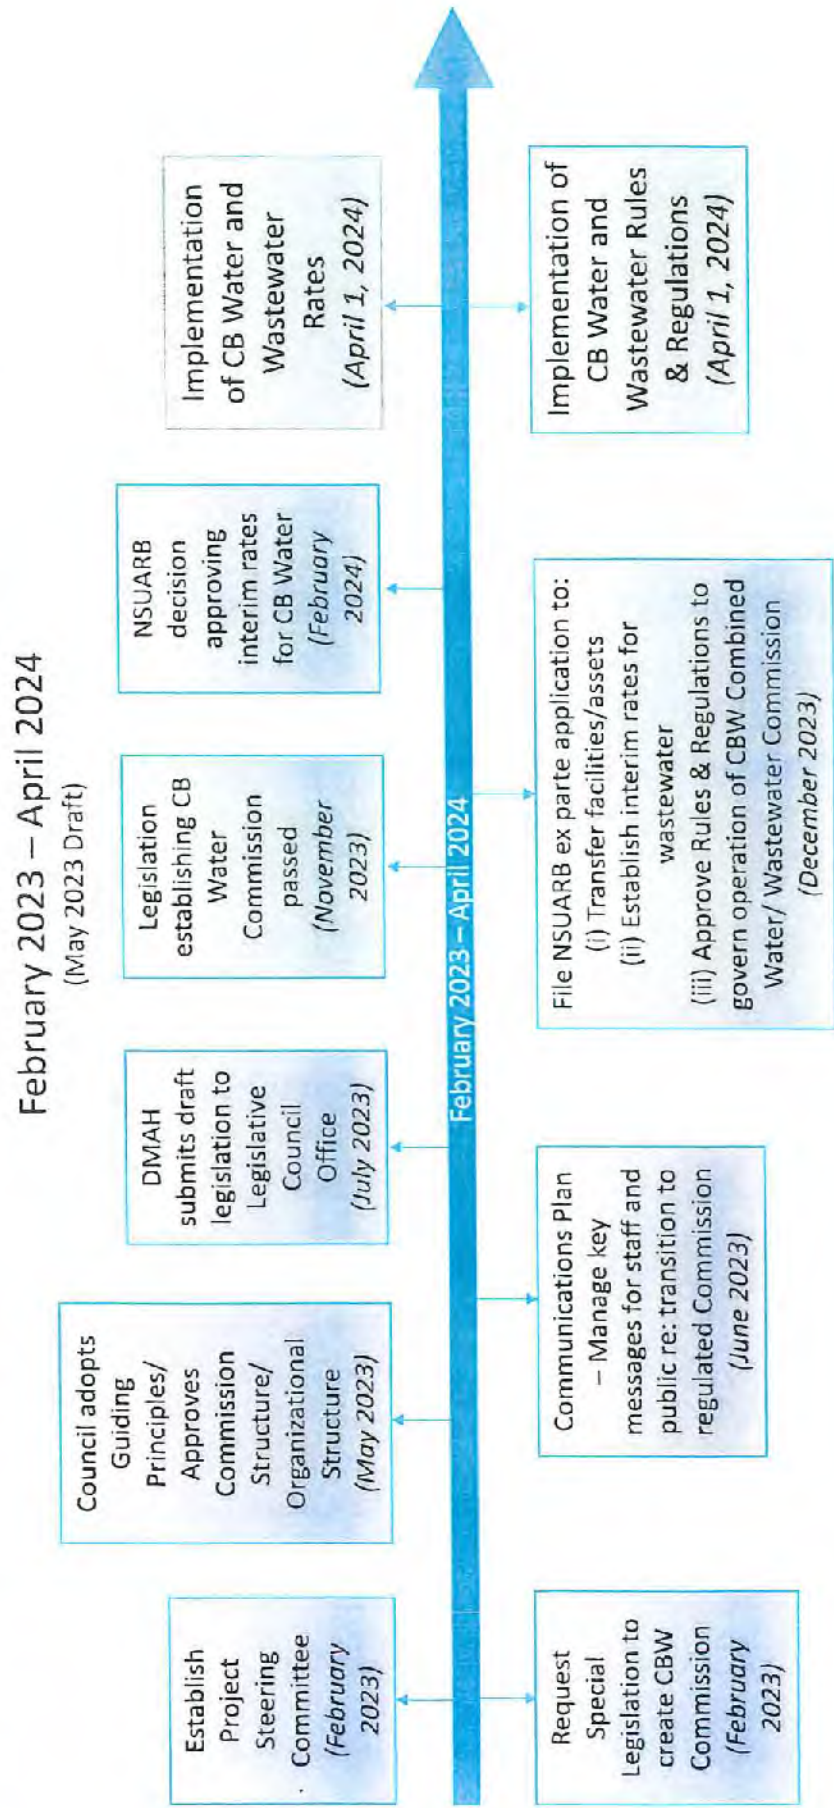 February 2023 – April 2024
(May 2023 Draft)
Establish
Project
Steering
Committee
(February
2023)
Council adopts
Guiding
Principles/
Approves
Commission
Structure/
Organizational
Structure
(May 2023)
DMAH
submits draft
legislation to
Legislative
Council
Office
(July 2023)
Legislation
establishing CB
Water
Commission
passed
(November
2023)
NSUARB
decision
approving
interim rates
for CB Water
(February
2024)
Implementation
of CB Water and
Wastewater
Rates
(April 1, 2024)
February 2023 – April 2024
Request
Special
Legislation to
create CBW
Commission
(February
2023)
Communications Plan
– Manage key
messages for staff and
public re: transition to
regulated Commission
(June 2023)
File NSUARB ex parte application to:
(i) Transfer facilities/assets
(ii) Establish interim rates for
wastewater
(iii) Approve Rules & Regulations to
govern operation of CBW Combined
Water/ Wastewater Commission
(December 2023)
Implementation of
CB Water and
Wastewater Rules
& Regulations
(April 1, 2024)